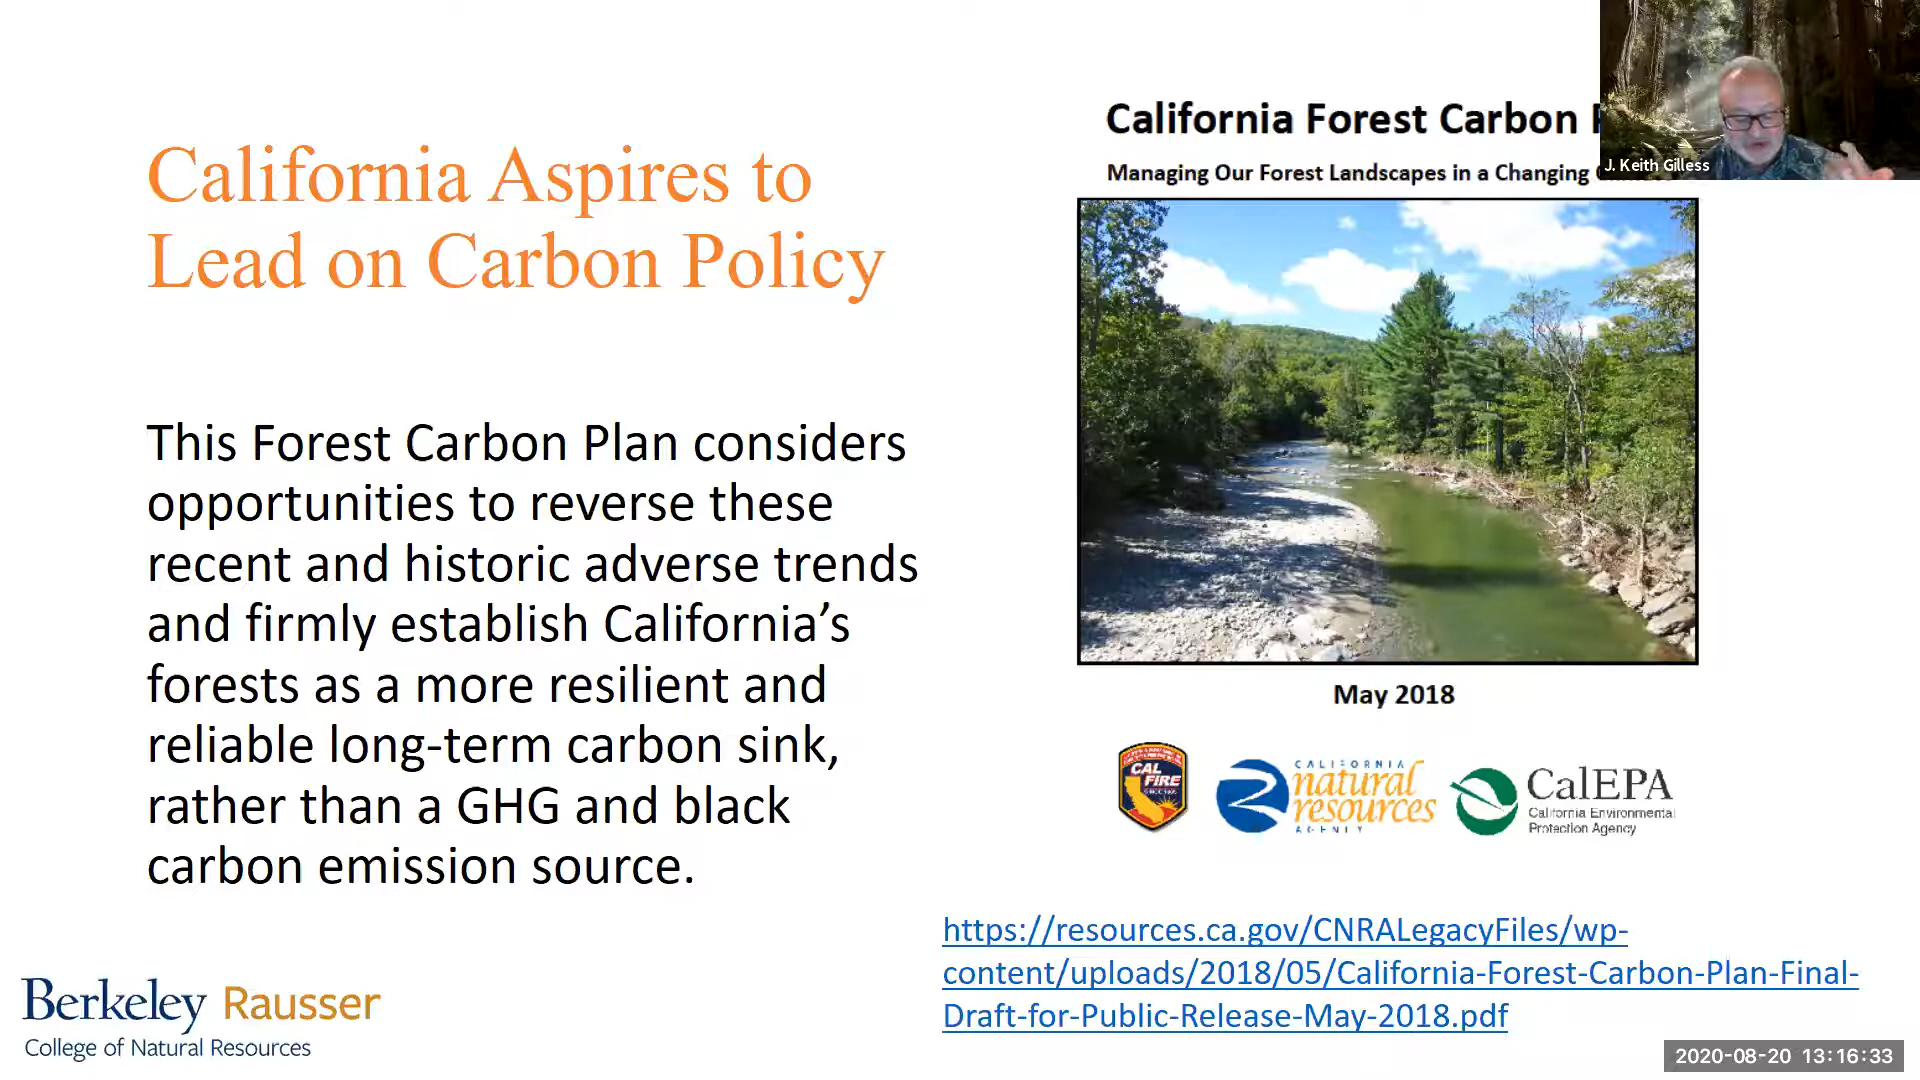 California Aspires to
Lead on Carbon Policy
This Forest Carbon Plan considers
opportunities to reverse these
recent and historic adverse trends
and firmly establish California's
forests as a more resilient and
reliable long-term carbon sink,
rather than a GHG and black
carbon emission source.
California Forest Carbon
Managing Our Forest Landscapes in a Changing
J. Keith Gilless
May 2018
CAL
FIRE
CALIFORNIA
natural
resources
AGENCY
CalEPA
California Environmental
Protection Agency
https://resources.ca.gov/CNRALegacyFiles/wp-
content/uploads/2018/05/California-Forest-Carbon-Plan-Final-
Draft-for-Public-Release-May-2018.pdf
Berkeley Rausser
College of Natural Resources
2020-08-20 13:16:33